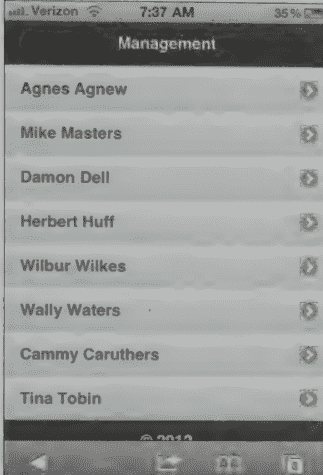 Verizon 7:37 AM 35%
Management
Agnes Agnew
Mike Masters
Damon Dell
Herbert Huff
Wilbur Wilkes
Wally Waters
Cammy Caruthers
Tina Tobin
© 2012